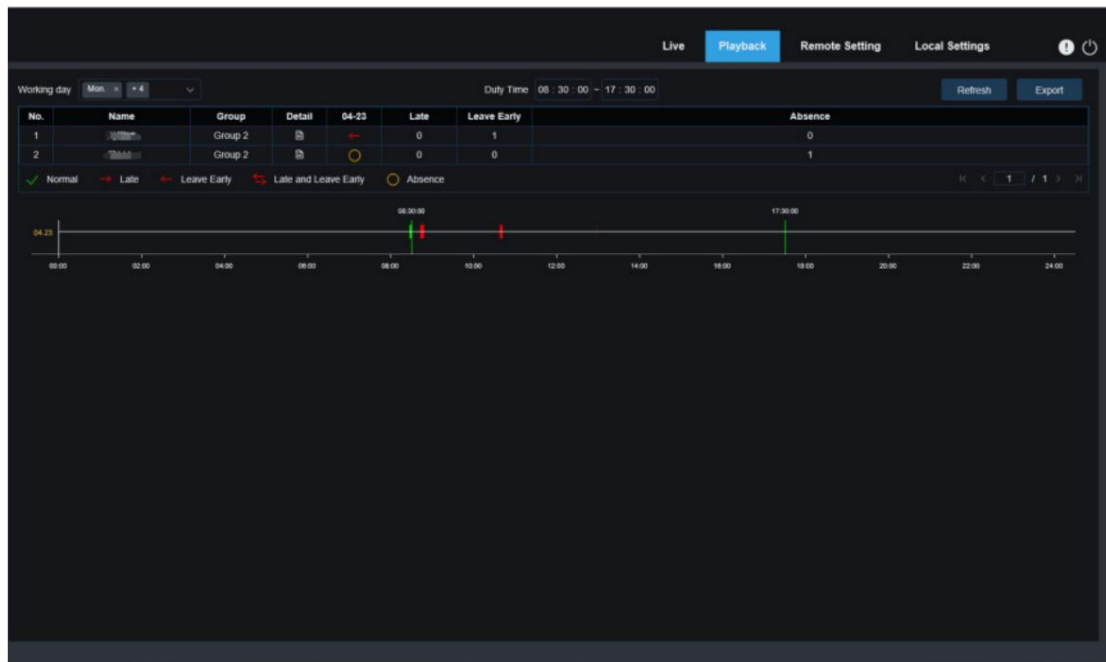 Live Playback Remote Setting Local Settings
Working day Mon. × + 4 Duty Time 08 : 30 : 00 ~ 17 : 30 : 00 Refresh Export
No. Name Group Detail 04-23 Late Leave Early Absence
1 Group 2 0 1 0
2 Group 2 0 0 1
Normal Late Leave Early Late and Leave Early Absence 1 / 1
08:30:00 17:30:00
04.23
00:00 02:00 04:00 06:00 08:00 10:00 12:00 14:00 16:00 18:00 20:00 22:00 24:00